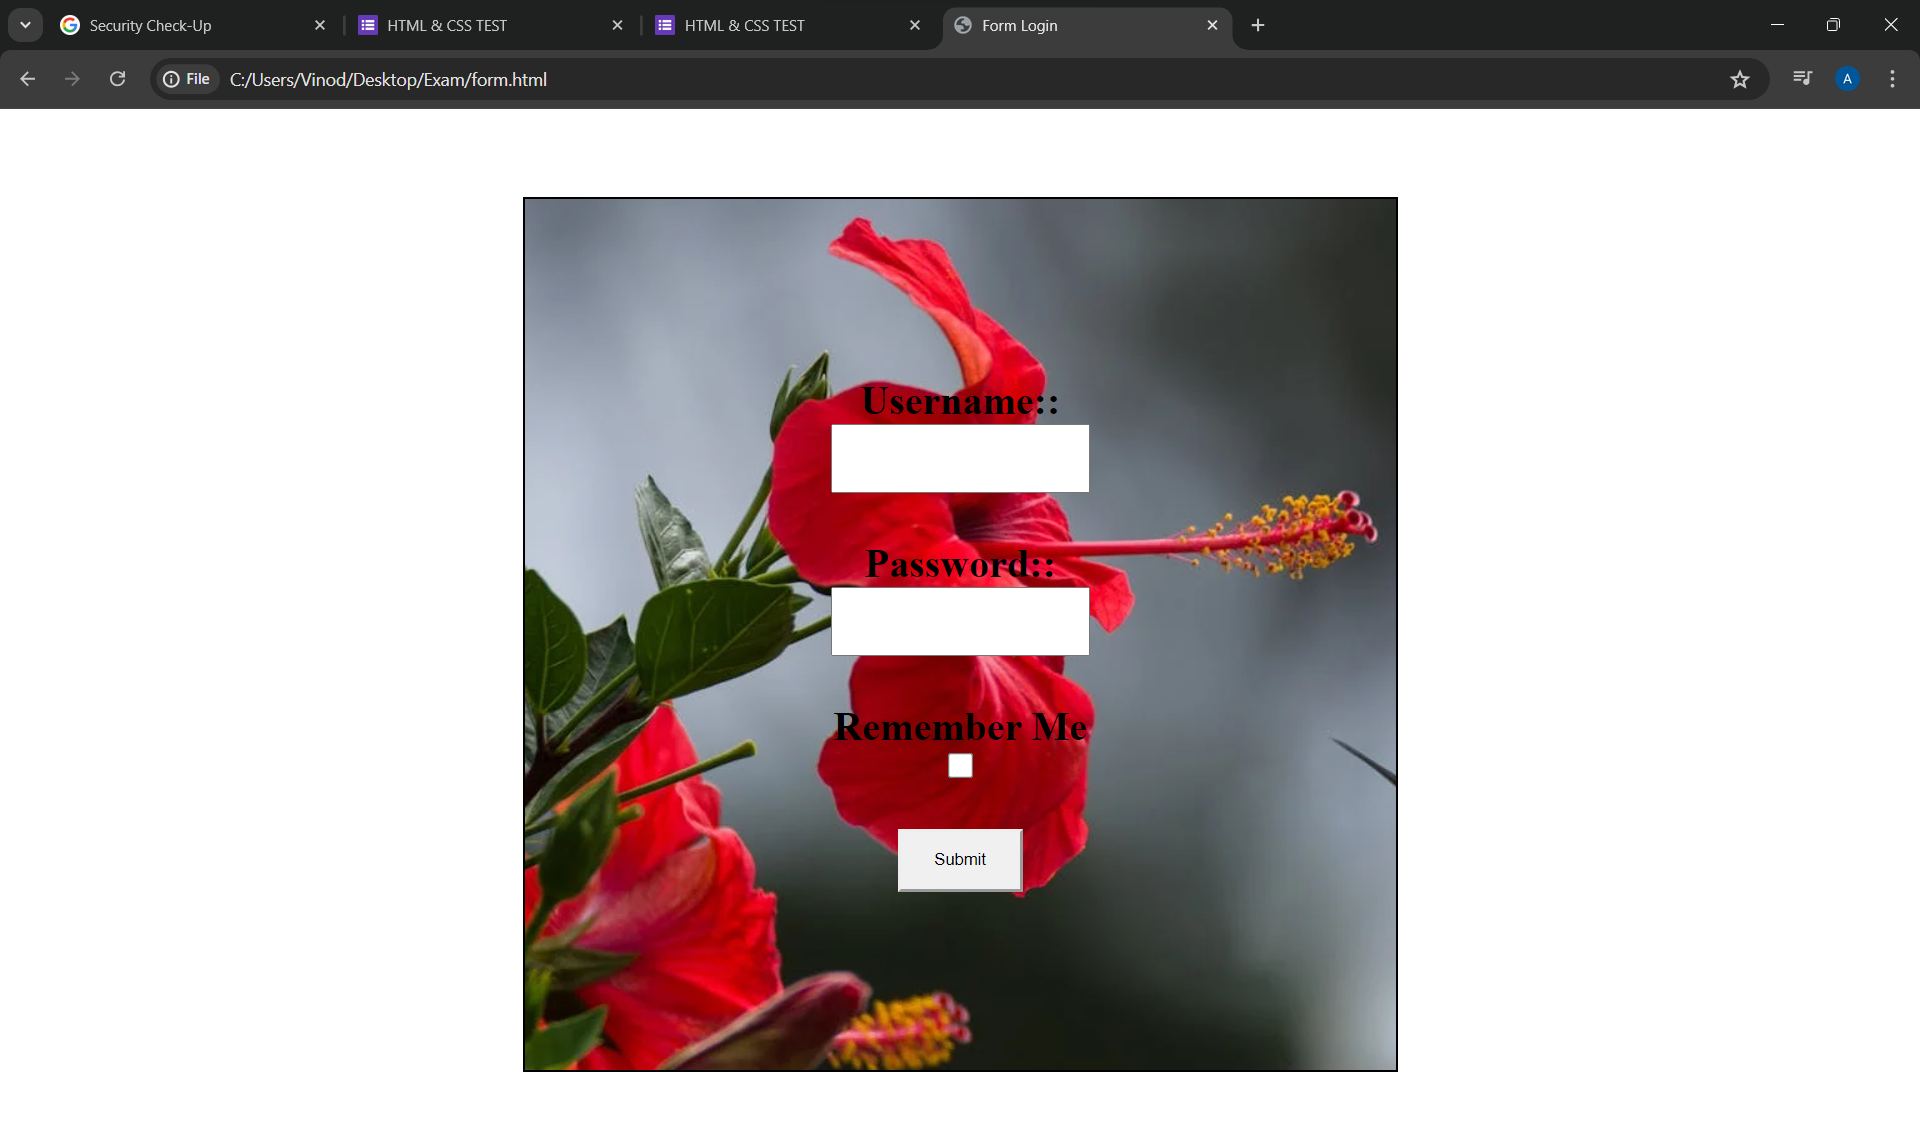 Security Check-Up
HTML & CSS TEST
HTML & CSS TEST
Form Login
File
C:/Users/Vinod/Desktop/Exam/form.html
A
Username::
Password::
Remember Me
Submit